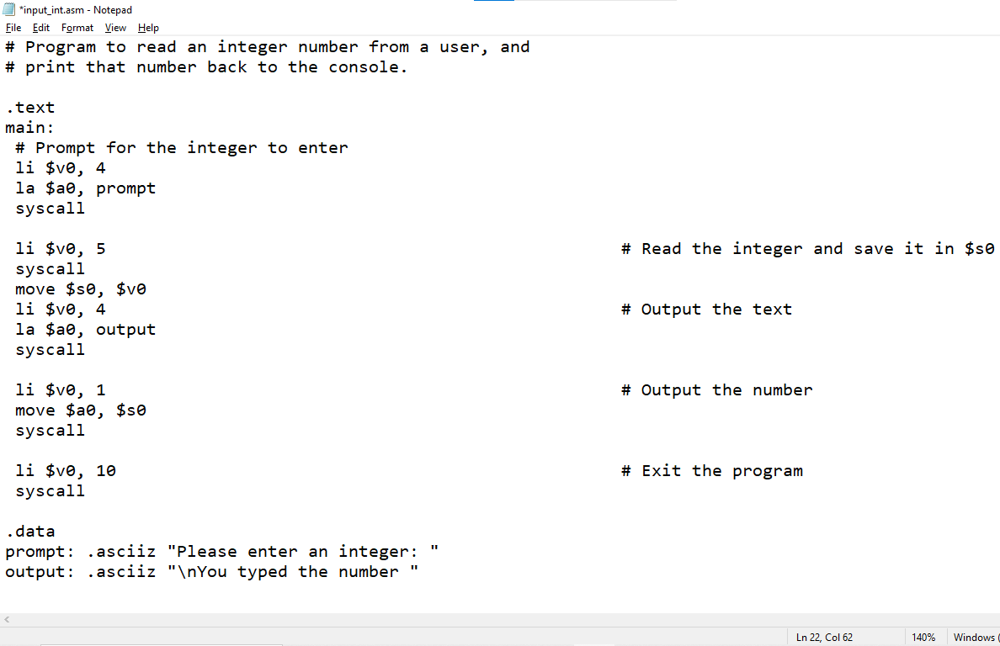 *input_int.asm - Notepad
File Edit Format View Help
# Program to read an integer number from a user, and
# print that number back to the console.
.text
main:
# Prompt for the integer to enter
li $v0, 4
la $a0, prompt
syscall
li $v0, 5 # Read the integer and save it in $s0
syscall
move $s0, $v0
li $v0, 4 # Output the text
la $a0, output
syscall
li $v0, 1 # Output the number
move $a0, $s0
syscall
li $v0, 10 # Exit the program
syscall
.data
prompt: .asciiz "Please enter an integer: "
output: .asciiz "\nYou typed the number "
Ln 22, Col 62 140% Windows (